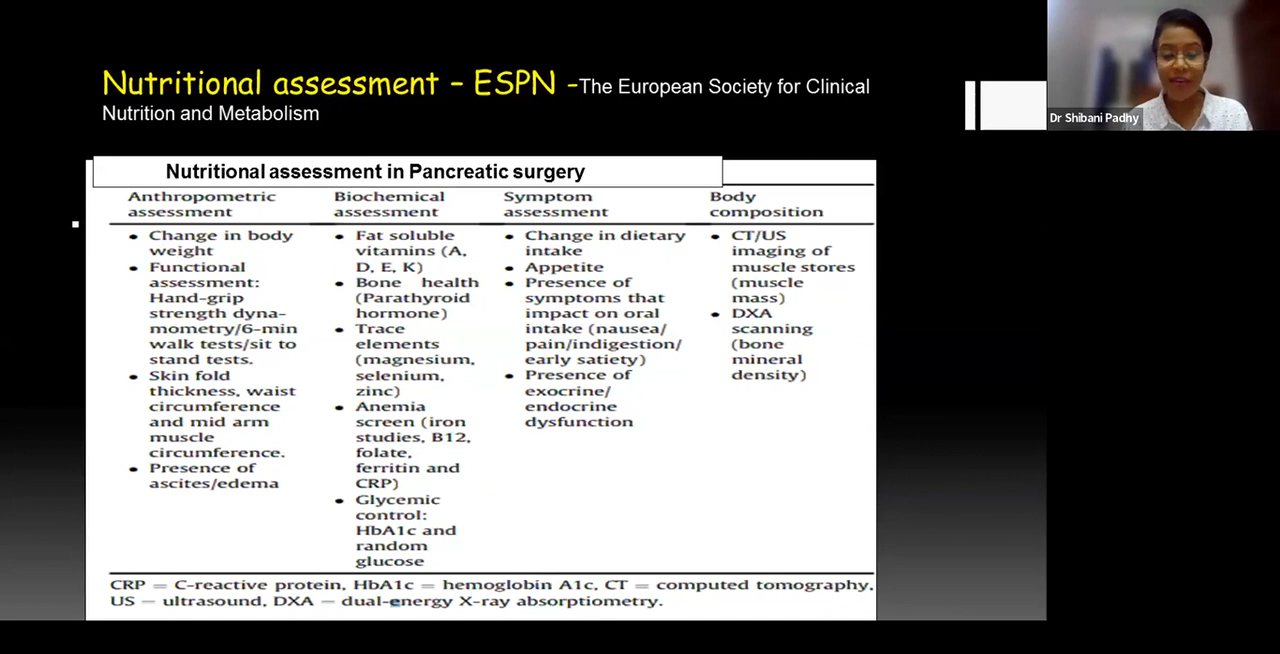 Nutritional assessment – ESPN -The European Society for Clinical
Nutrition and Metabolism
Dr Shibani Padhy
Nutritional assessment in Pancreatic surgery
Anthropometric
assessment
• Change in body
weight
• Functional
assessment:
Hand-grip
strength dyna-
mometry/6-min
walk tests/sit to
stand tests.
• Skin fold
thickness, waist
circumference
and mid arm
muscle
circumference.
• Presence of
ascites/edema
Biochemical
assessment
• Fat soluble
vitamins (A,
D, E, K)
• Bone health
(Parathyroid
hormone)
• Trace
elements
(magnesium,
selenium,
zinc)
• Anemia
screen (iron
studies, B12,
folate,
ferritin and
CRP)
• Glycemic
control:
HbA1c and
random
glucose
Symptom
assessment
• Change in dietary
intake
• Appetite
• Presence of
symptoms that
impact on oral
intake (nausea/
pain/indigestion/
early satiety)
• Presence of
exocrine/
endocrine
dysfunction
Body
composition
• CT/US
imaging of
muscle stores
(muscle
mass)
• DXA
scanning
(bone
mineral
density)
CRP = C-reactive protein, HbA1c = hemoglobin A1c, CT = computed tomography,
US = ultrasound, DXA = dual-energy X-ray absorptiometry.